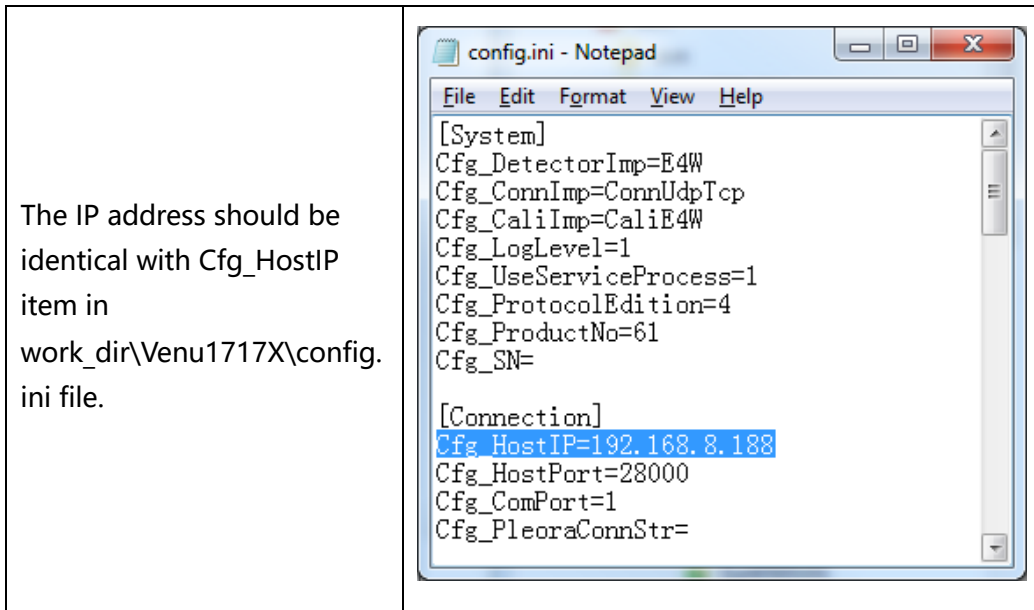 The IP address should be
identical with Cfg_HostIP
item in
work_dir\Venu1717X\config.
ini file.
config.ini - Notepad
File Edit Format View Help
[System]
Cfg_DetectorImp=E4W
Cfg_ConnImp=ConnUdpTcp
Cfg_CaliImp=CaliE4W
Cfg_LogLevel=1
Cfg_UseServiceProcess=1
Cfg_ProtocolEdition=4
Cfg_ProductNo=61
Cfg_SN=
[Connection]
Cfg_HostIP=192.168.8.188
Cfg_HostPort=28000
Cfg_ComPort=1
Cfg_PleoraConnStr=